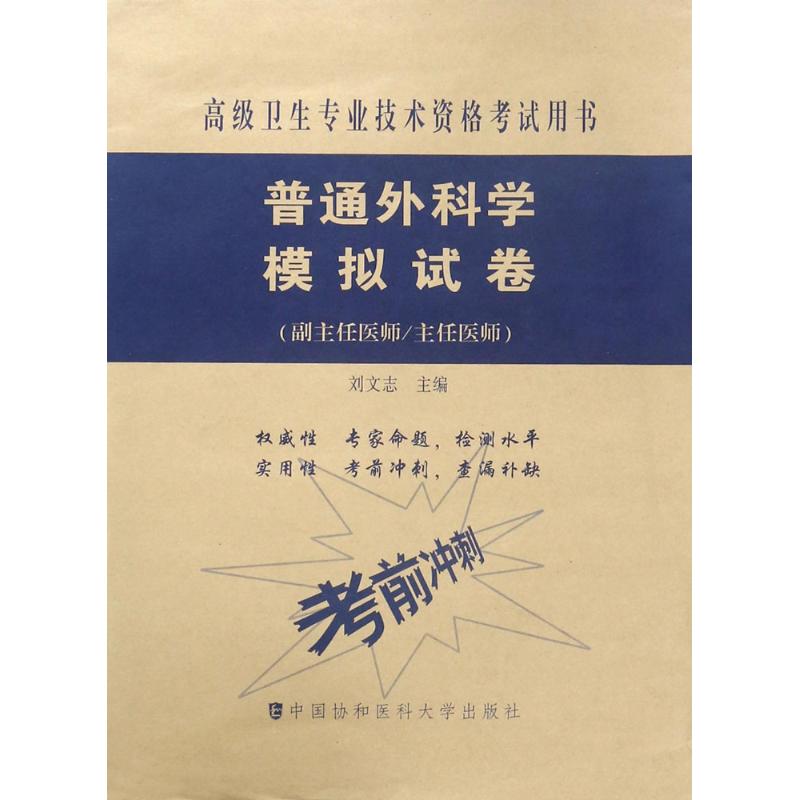 高级卫生专业技术资格考试用书
普通外科学
模拟试卷
(副主任医师/主任医师)
刘文志 主编
权威性 专家命题，检测水平
实用性 考前冲刺，查漏补缺
考前冲刺
中国协和医科大学出版社